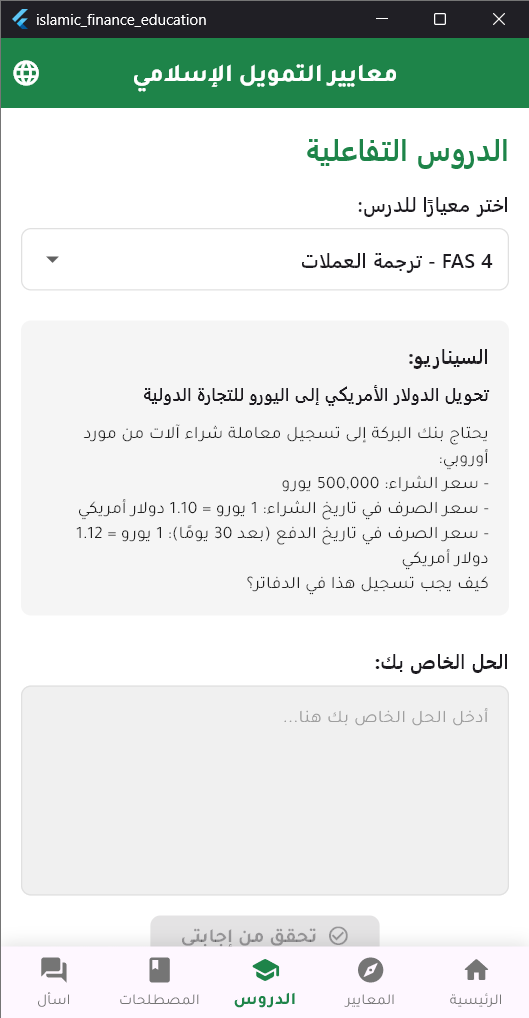 islamic_finance_education
معايير التمويل الإسلامي
الدروس التفاعلية
اختر معيارًا للدرس:
FAS 4 - ترجمة العملات
السيناريو:
تحويل الدولار الأمريكي إلى اليورو للتجارة الدولية
يحتاج بنك البركة إلى تسجيل معاملة شراء آلات من مورد
أوروبي:
- سعر الشراء: 500,000 يورو
- سعر الصرف في تاريخ الشراء: 1 يورو = 1.10 دولار أمريكي
- سعر الصرف في تاريخ الدفع (بعد 30 يومًا): 1 يورو = 1.12
دولار أمريكي
كيف يجب تسجيل هذا في الدفاتر؟
الحل الخاص بك:
أدخل الحل الخاص بك هنا...
تحقق من إجابتي
الرئيسية
المعايير
الدروس
المصطلحات
اسأل